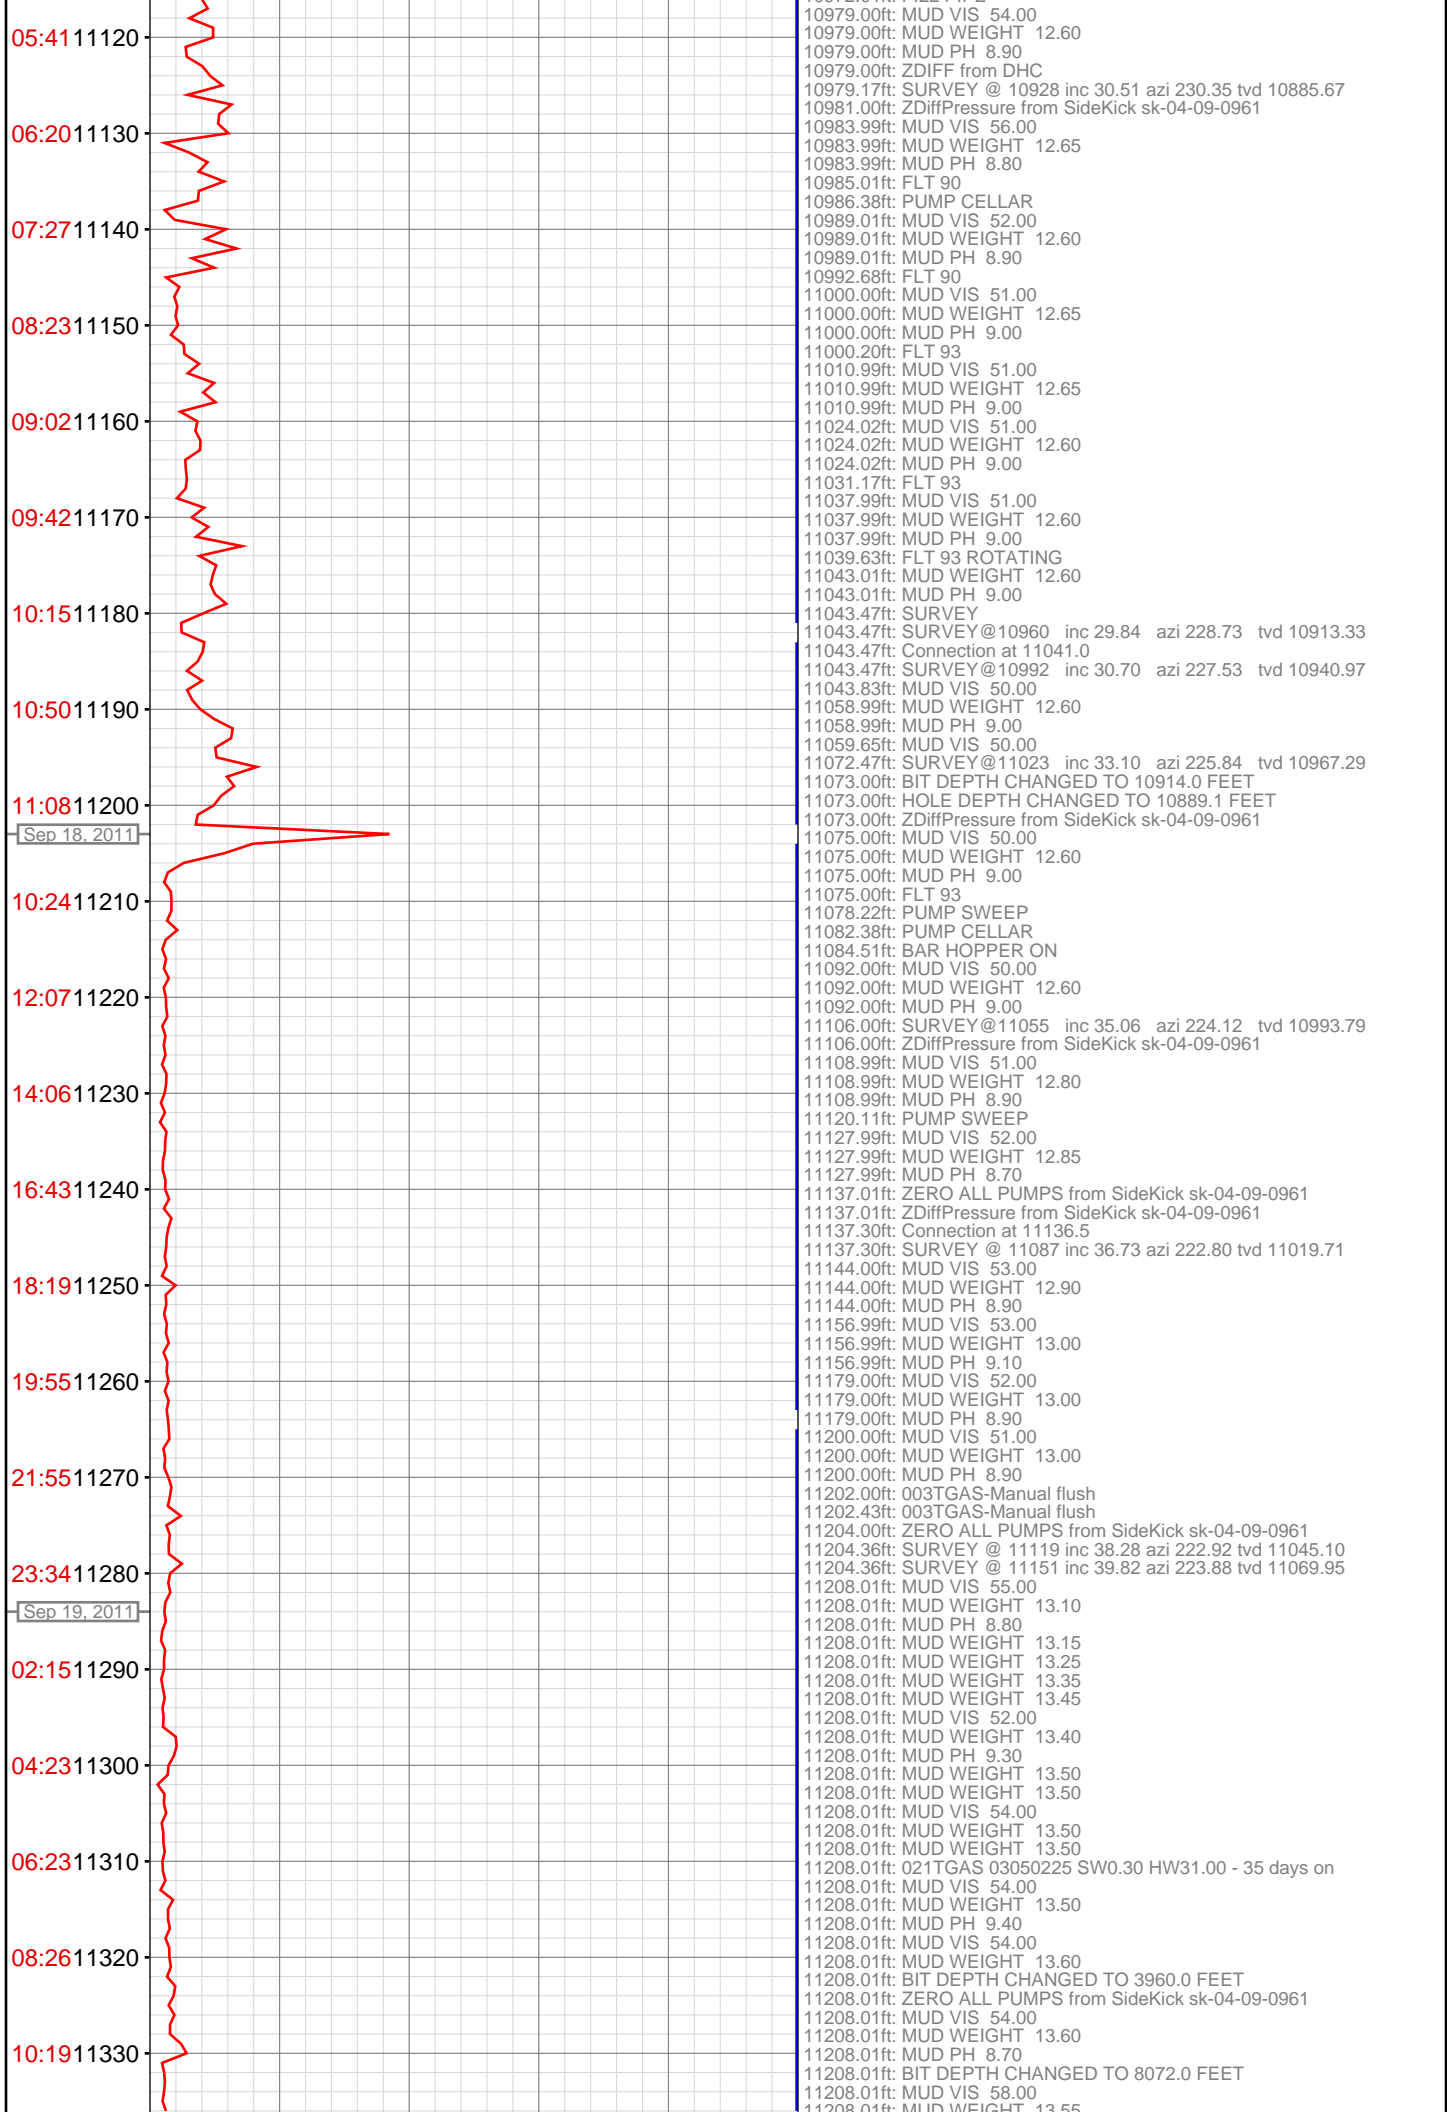 05:41 11120
06:20 11130
07:27 11140
08:23 11150
09:02 11160
09:42 11170
10:15 11180
10:50 11190
11:08 11200
Sep 18, 2011
10:24 11210
12:07 11220
14:06 11230
16:43 11240
18:19 11250
19:55 11260
21:55 11270
23:34 11280
Sep 19, 2011
02:15 11290
04:23 11300
06:23 11310
08:26 11320
10:19 11330
10979.00ft: MUD VIS 54.00
10979.00ft: MUD WEIGHT 12.60
10979.00ft: MUD PH 8.90
10979.00ft: ZDIFF from DHC
10979.17ft: SURVEY @ 10928 inc 30.51 azi 230.35 tvd 10885.67
10981.00ft: ZDiffPressure from SideKick sk-04-09-0961
10983.99ft: MUD VIS 56.00
10983.99ft: MUD WEIGHT 12.65
10983.99ft: MUD PH 8.80
10985.01ft: FLT 90
10986.38ft: PUMP CELLAR
10989.01ft: MUD VIS 52.00
10989.01ft: MUD WEIGHT 12.60
10989.01ft: MUD PH 8.90
10992.68ft: FLT 90
11000.00ft: MUD VIS 51.00
11000.00ft: MUD WEIGHT 12.65
11000.00ft: MUD PH 9.00
11000.20ft: FLT 93
11010.99ft: MUD VIS 51.00
11010.99ft: MUD WEIGHT 12.65
11010.99ft: MUD PH 9.00
11024.02ft: MUD VIS 51.00
11024.02ft: MUD WEIGHT 12.60
11024.02ft: MUD PH 9.00
11031.17ft: FLT 93
11037.99ft: MUD VIS 51.00
11037.99ft: MUD WEIGHT 12.60
11037.99ft: MUD PH 9.00
11039.63ft: FLT 93 ROTATING
11043.01ft: MUD WEIGHT 12.60
11043.01ft: MUD PH 9.00
11043.47ft: SURVEY
11043.47ft: SURVEY@10960 inc 29.84 azi 228.73 tvd 10913.33
11043.47ft: Connection at 11041.0
11043.47ft: SURVEY@10992 inc 30.70 azi 227.53 tvd 10940.97
11043.83ft: MUD VIS 50.00
11058.99ft: MUD WEIGHT 12.60
11058.99ft: MUD PH 9.00
11059.65ft: MUD VIS 50.00
11072.47ft: SURVEY@11023 inc 33.10 azi 225.84 tvd 10967.29
11073.00ft: BIT DEPTH CHANGED TO 10914.0 FEET
11073.00ft: HOLE DEPTH CHANGED TO 10889.1 FEET
11073.00ft: ZDiffPressure from SideKick sk-04-09-0961
11075.00ft: MUD VIS 50.00
11075.00ft: MUD WEIGHT 12.60
11075.00ft: MUD PH 9.00
11075.00ft: FLT 93
11078.22ft: PUMP SWEEP
11082.38ft: PUMP CELLAR
11084.51ft: BAR HOPPER ON
11092.00ft: MUD VIS 50.00
11092.00ft: MUD WEIGHT 12.60
11092.00ft: MUD PH 9.00
11106.00ft: SURVEY@11055 inc 35.06 azi 224.12 tvd 10993.79
11106.00ft: ZDiffPressure from SideKick sk-04-09-0961
11108.99ft: MUD VIS 51.00
11108.99ft: MUD WEIGHT 12.80
11108.99ft: MUD PH 8.90
11120.11ft: PUMP SWEEP
11127.99ft: MUD VIS 52.00
11127.99ft: MUD WEIGHT 12.85
11127.99ft: MUD PH 8.70
11137.01ft: ZERO ALL PUMPS from SideKick sk-04-09-0961
11137.01ft: ZDiffPressure from SideKick sk-04-09-0961
11137.30ft: Connection at 11136.5
11137.30ft: SURVEY @ 11087 inc 36.73 azi 222.80 tvd 11019.71
11144.00ft: MUD VIS 53.00
11144.00ft: MUD WEIGHT 12.90
11144.00ft: MUD PH 8.90
11156.99ft: MUD VIS 53.00
11156.99ft: MUD WEIGHT 13.00
11156.99ft: MUD PH 9.10
11179.00ft: MUD VIS 52.00
11179.00ft: MUD WEIGHT 13.00
11179.00ft: MUD PH 8.90
11200.00ft: MUD VIS 51.00
11200.00ft: MUD WEIGHT 13.00
11200.00ft: MUD PH 8.90
11202.00ft: 003TGAS-Manual flush
11202.43ft: 003TGAS-Manual flush
11204.00ft: ZERO ALL PUMPS from SideKick sk-04-09-0961
11204.36ft: SURVEY @ 11119 inc 38.28 azi 222.92 tvd 11045.10
11204.36ft: SURVEY @ 11151 inc 39.82 azi 223.88 tvd 11069.95
11208.01ft: MUD VIS 55.00
11208.01ft: MUD WEIGHT 13.10
11208.01ft: MUD PH 8.80
11208.01ft: MUD WEIGHT 13.15
11208.01ft: MUD WEIGHT 13.25
11208.01ft: MUD WEIGHT 13.35
11208.01ft: MUD WEIGHT 13.45
11208.01ft: MUD VIS 52.00
11208.01ft: MUD WEIGHT 13.40
11208.01ft: MUD PH 9.30
11208.01ft: MUD WEIGHT 13.50
11208.01ft: MUD WEIGHT 13.50
11208.01ft: MUD VIS 54.00
11208.01ft: MUD WEIGHT 13.50
11208.01ft: MUD WEIGHT 13.50
11208.01ft: 021TGAS 03050225 SW0.30 HW31.00 - 35 days on
11208.01ft: MUD VIS 54.00
11208.01ft: MUD WEIGHT 13.50
11208.01ft: MUD PH 9.40
11208.01ft: MUD VIS 54.00
11208.01ft: MUD WEIGHT 13.60
11208.01ft: BIT DEPTH CHANGED TO 3960.0 FEET
11208.01ft: ZERO ALL PUMPS from SideKick sk-04-09-0961
11208.01ft: MUD VIS 54.00
11208.01ft: MUD WEIGHT 13.60
11208.01ft: MUD PH 8.70
11208.01ft: BIT DEPTH CHANGED TO 8072.0 FEET
11208.01ft: MUD VIS 58.00
11208.01ft: MUD WEIGHT 13.55